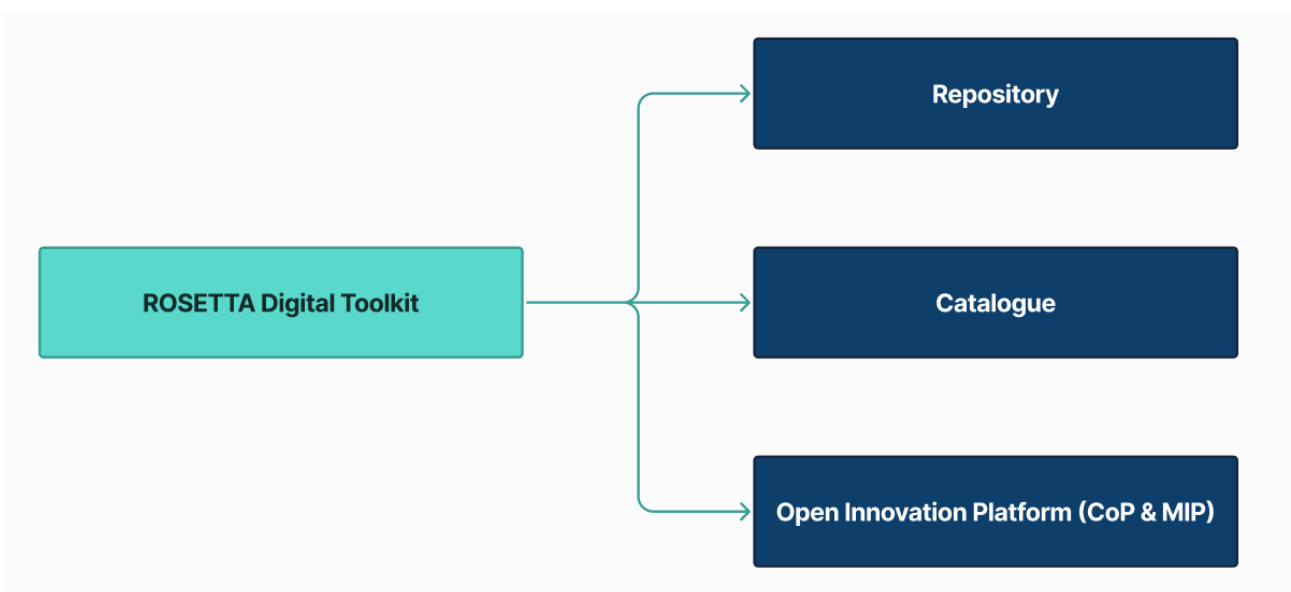 Repository
ROSETTA Digital Toolkit
Catalogue
Open Innovation Platform (CoP & MIP)